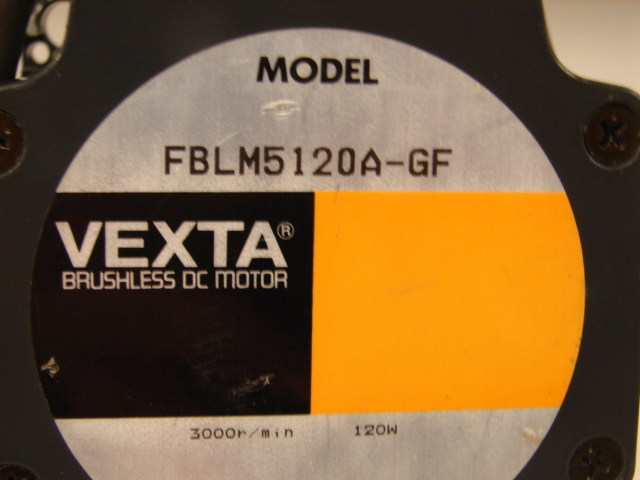 MODEL
FBLM5120A-GF
VEXTA®
BRUSHLESS DC MOTOR
3000r/min 120W